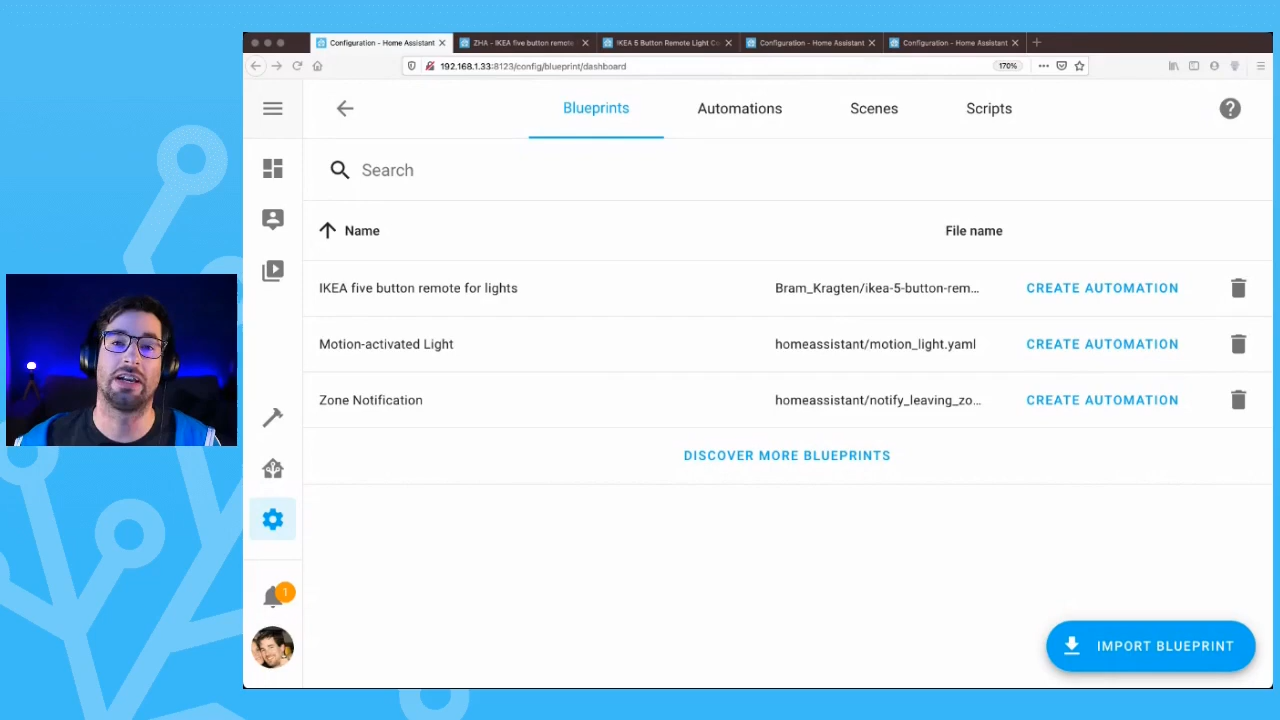 Configuration - Home Assistant
ZHA - IKEA five button remote
IKEA 5 Button Remote Light Co
Configuration - Home Assistant
Configuration - Home Assistant
192.168.1.33:8123/config/blueprint/dashboard
170%
Blueprints
Automations
Scenes
Scripts
Search
Name
File name
IKEA five button remote for lights
Bram_Kragten/ikea-5-button-rem...
CREATE AUTOMATION
Motion-activated Light
homeassistant/motion_light.yaml
CREATE AUTOMATION
Zone Notification
homeassistant/notify_leaving_zo...
CREATE AUTOMATION
DISCOVER MORE BLUEPRINTS
1
IMPORT BLUEPRINT